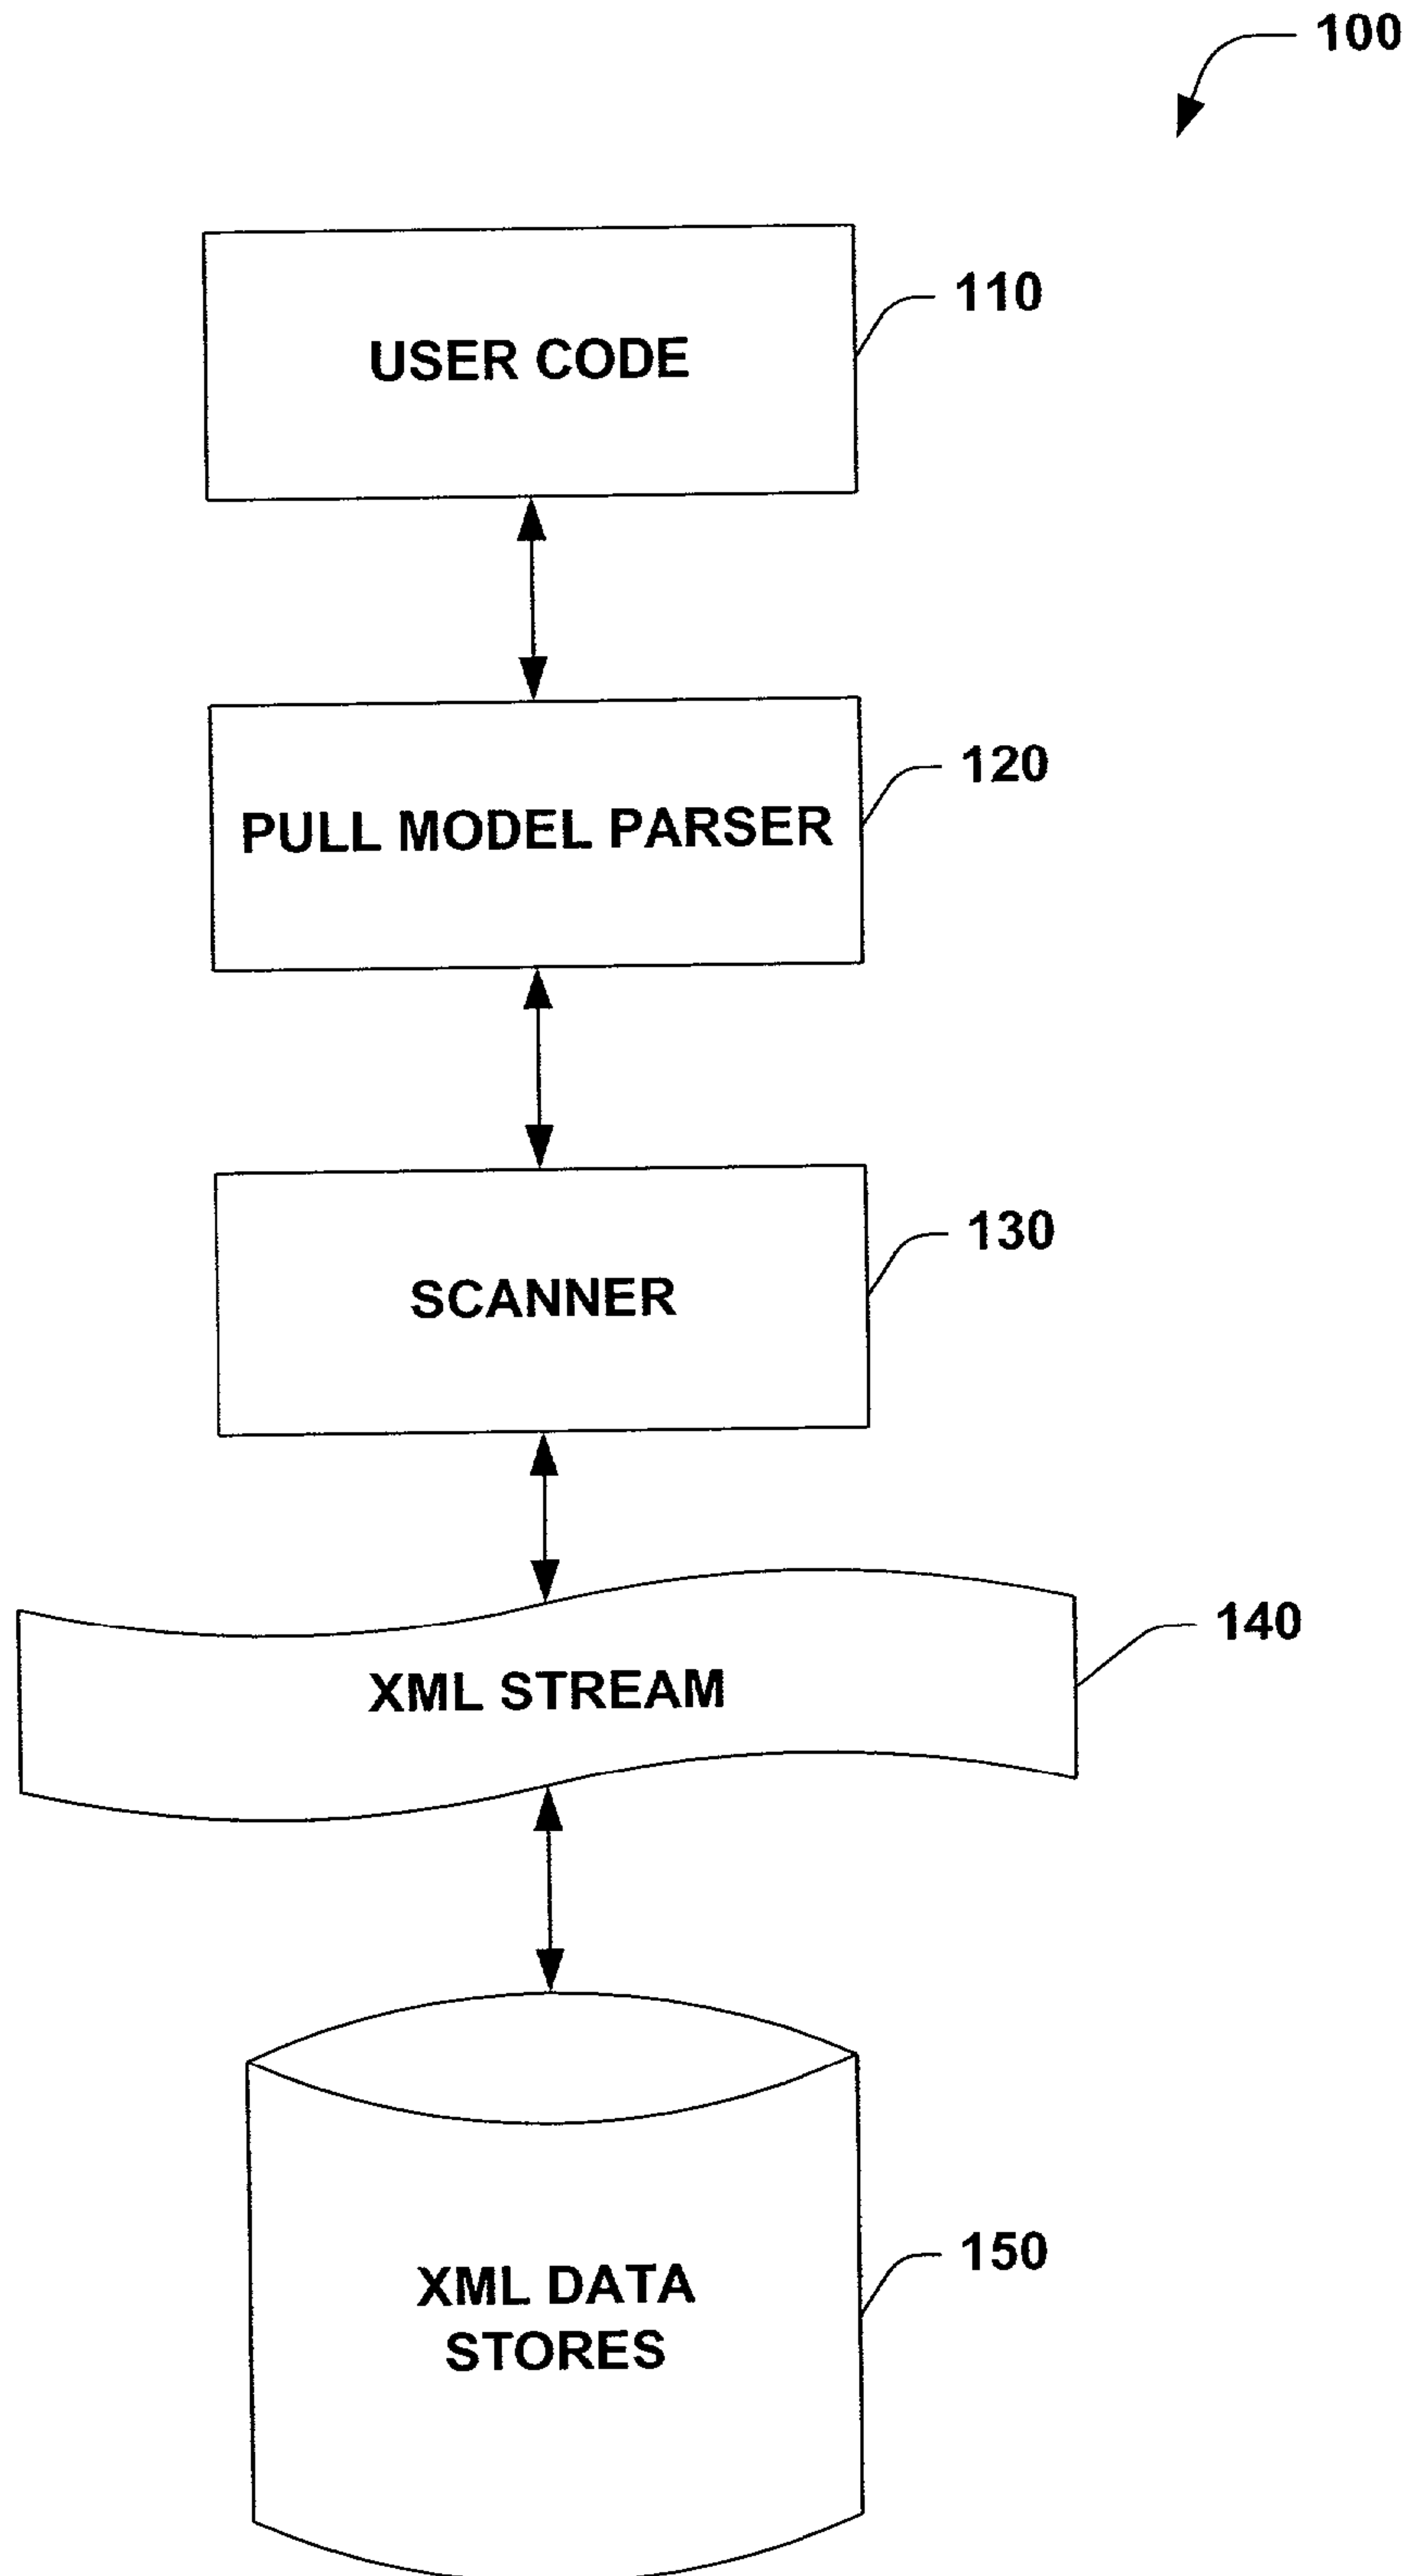 100
USER CODE
110
PULL MODEL PARSER
120
SCANNER
130
XML STREAM
140
XML DATA
STORES
150